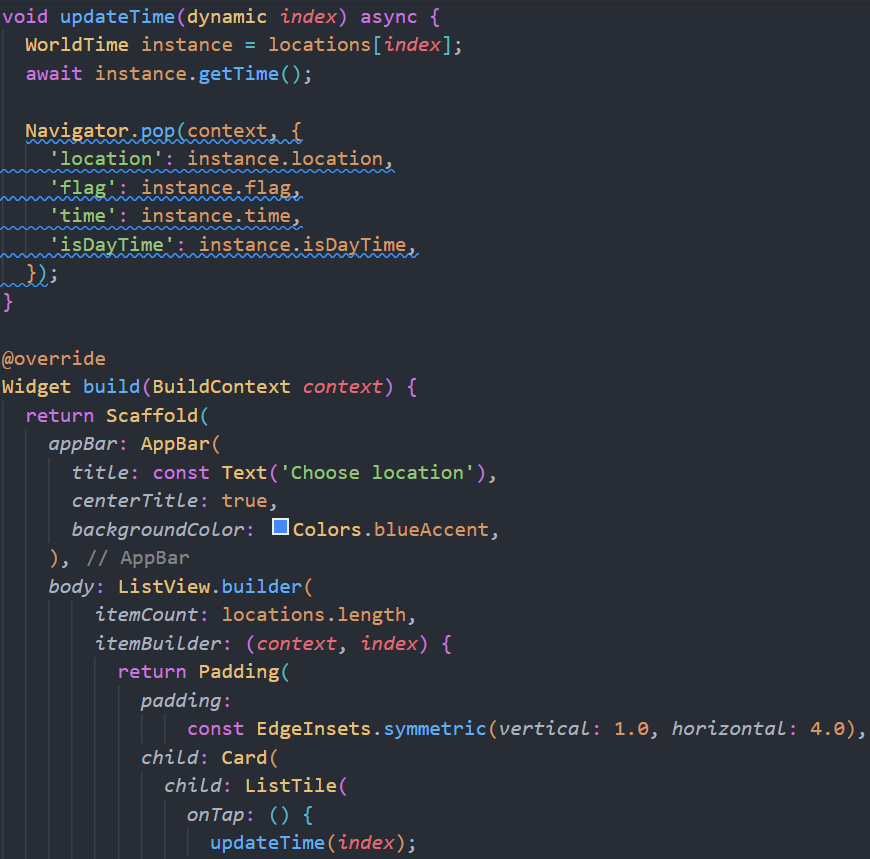 void updateTime(dynamic index) async {
  WorldTime instance = locations[index];
  await instance.getTime();

  Navigator.pop(context, {
    'location': instance.location,
    'flag': instance.flag,
    'time': instance.time,
    'isDayTime': instance.isDayTime,
  });
}

@override
Widget build(BuildContext context) {
  return Scaffold(
    appBar: AppBar(
      title: const Text('Choose location'),
      centerTitle: true,
      backgroundColor: Colors.blueAccent,
    ), // AppBar
    body: ListView.builder(
        itemCount: locations.length,
        itemBuilder: (context, index) {
          return Padding(
            padding:
                const EdgeInsets.symmetric(vertical: 1.0, horizontal: 4.0),
            child: Card(
              child: ListTile(
                onTap: () {
                  updateTime(index);